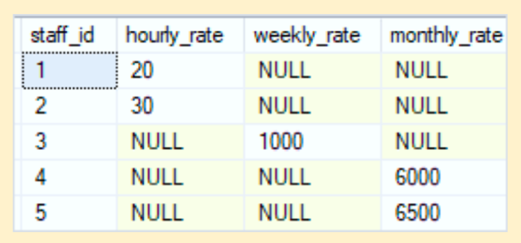 staff_id hourly_rate weekly_rate monthly_rate
1 20 NULL NULL
2 30 NULL NULL
3 NULL 1000 NULL
4 NULL NULL 6000
5 NULL NULL 6500